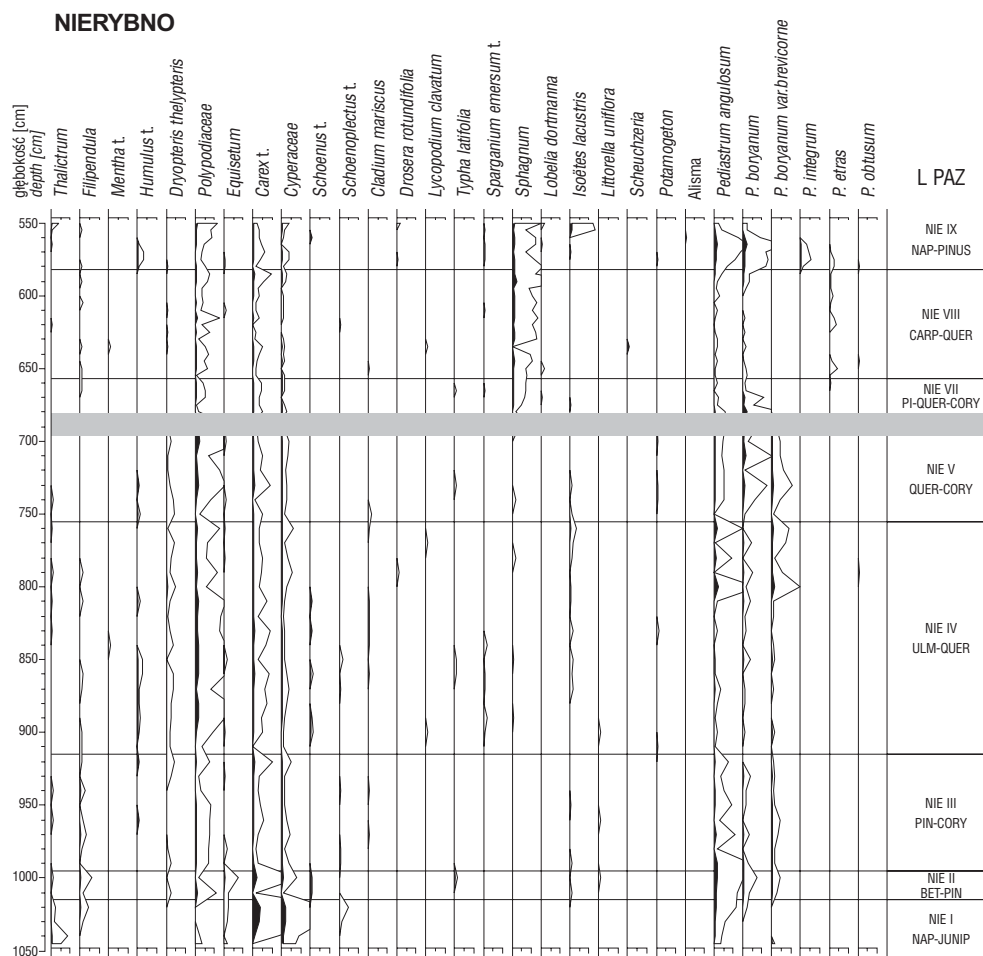 NIERYBNO
głębokość [cm]
depth [cm]
Thalictrum
Filipendula
Mentha t.
Humulus t.
Dryopteris thelypteris
Polypodiaceae
Equisetum
Carex t.
Cyperaceae
Schoenus t.
Schoenoplectus t.
Cladium mariscus
Drosera rotundifolia
Lycopodium clavatum
Typha latifolia
Sparganium emersum t.
Sphagnum
Lobelia dortmanna
Isoëtes lacustris
Littorella uniflora
Scheuchzeria
Potamogeton
Alisma
Pediastrum angulosum
P. boryanum
P. boryanum var.brevicorne
P. integrum
P. etras
P. obtusum
L PAZ
550
600
650
700
750
800
850
900
950
1000
1050
NIE IX
NAP-PINUS
NIE VIII
CARP-QUER
NIE VII
PI-QUER-CORY
NIE V
QUER-CORY
NIE IV
ULM-QUER
NIE III
PIN-CORY
NIE II
BET-PIN
NIE I
NAP-JUNIP